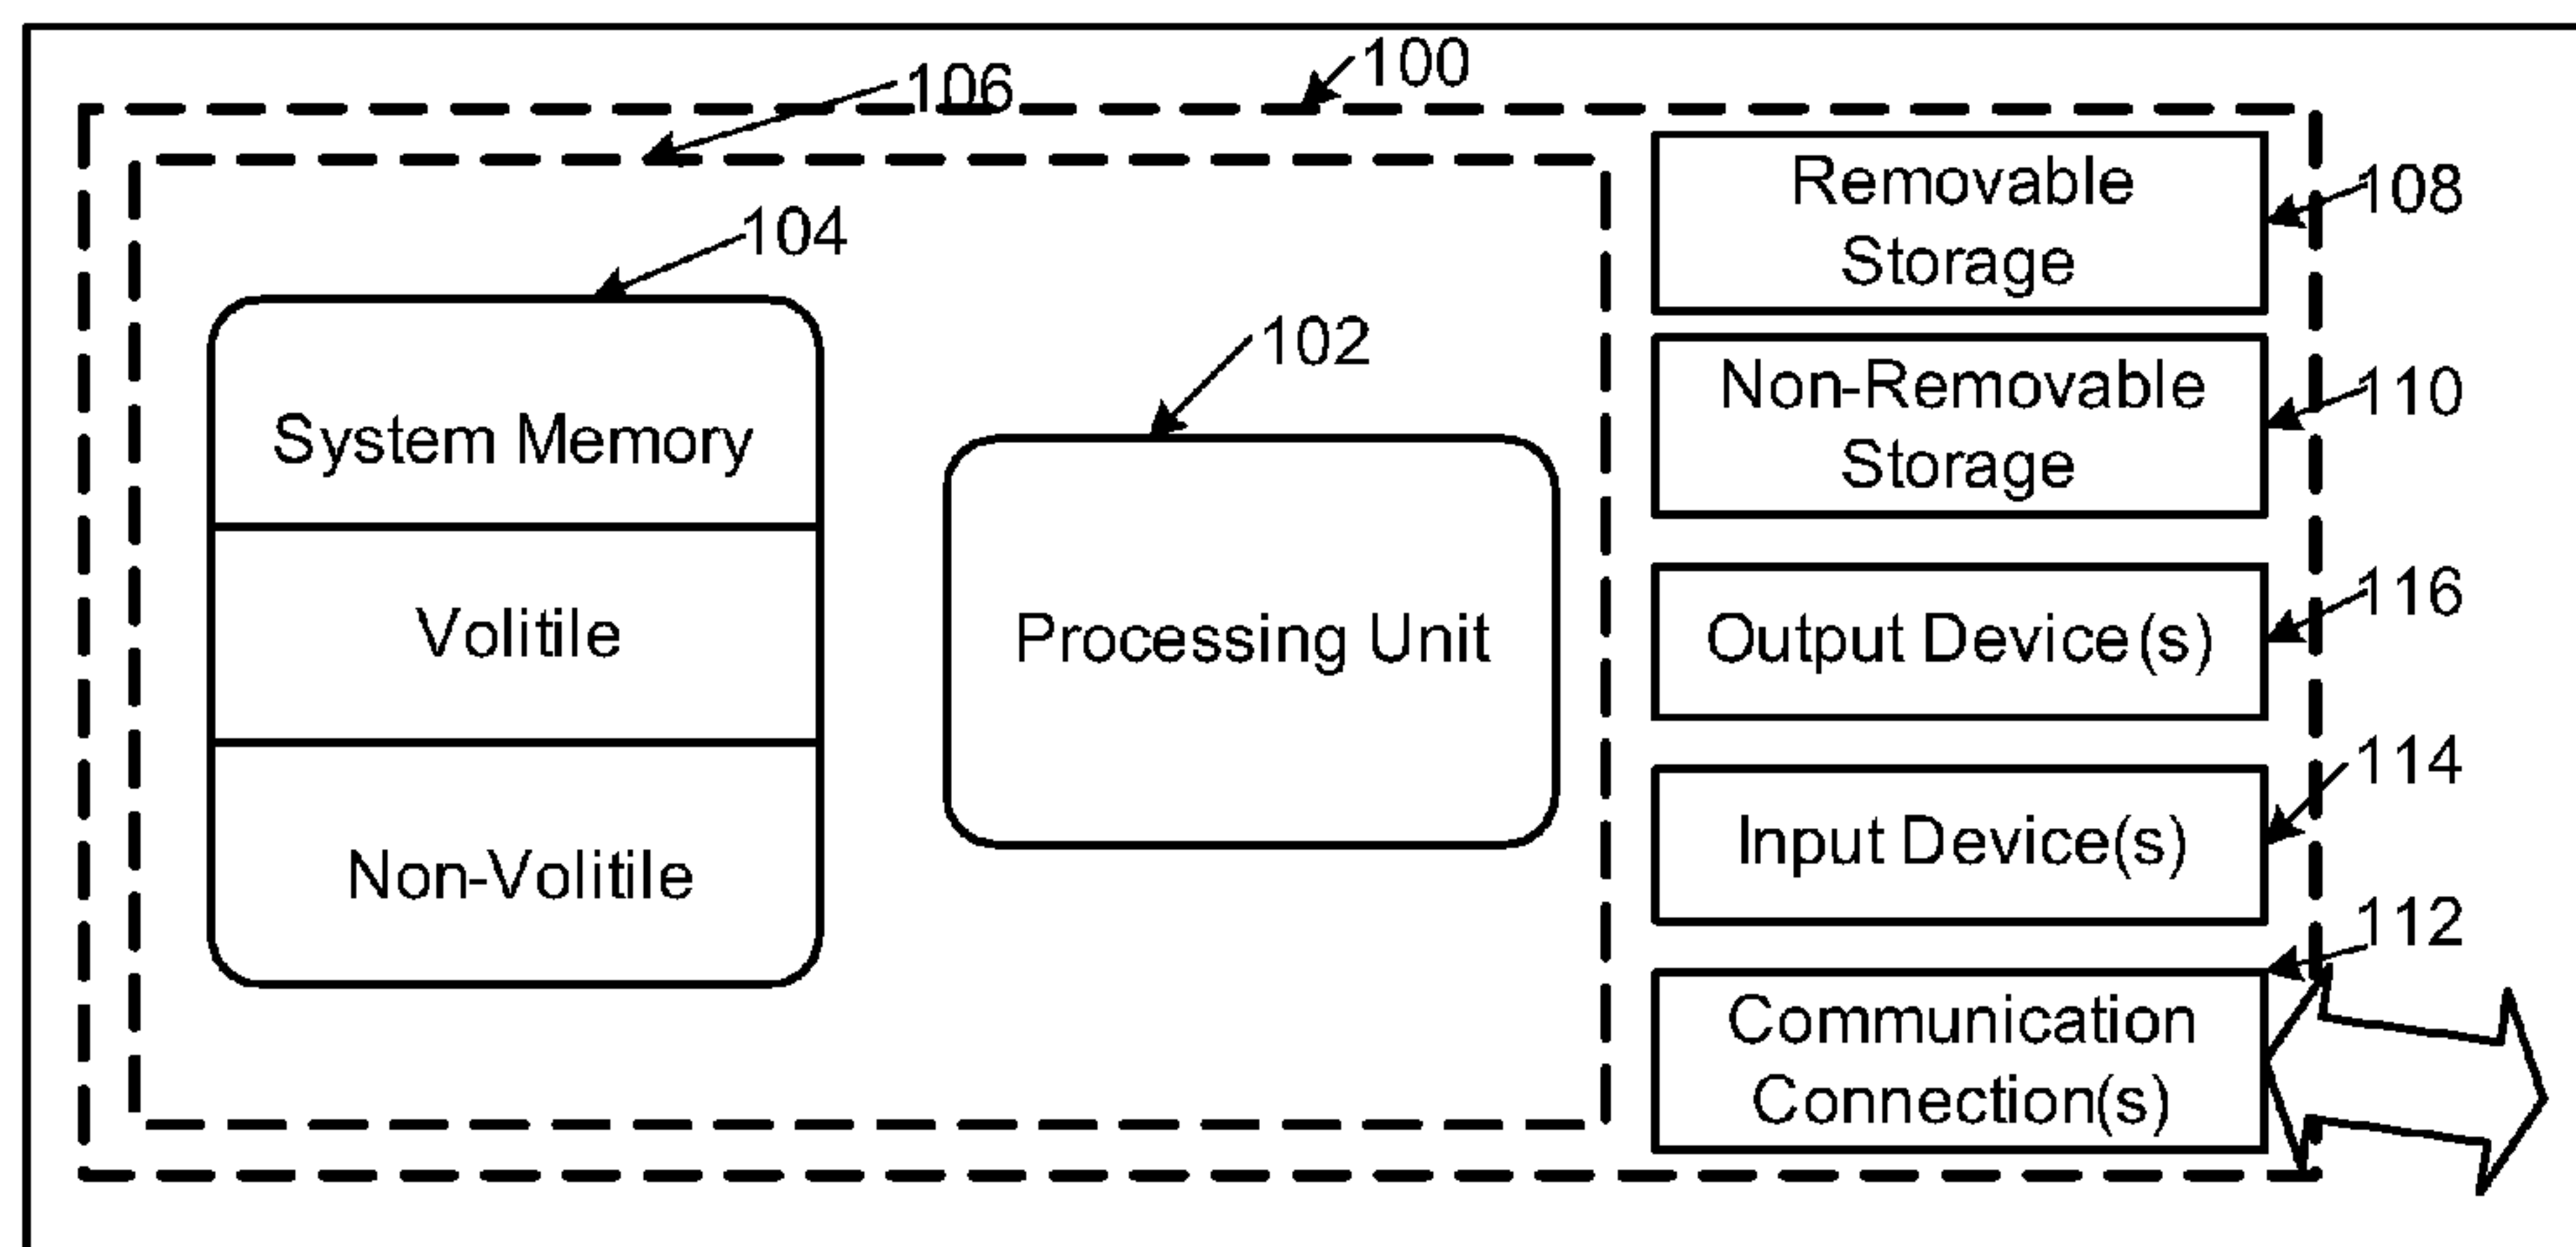 100
106
104
System Memory
Volitile
Non-Volitile
102
Processing Unit
Removable
Storage
108
Non-Removable
Storage
110
Output Device(s)
116
Input Device(s)
114
Communication
Connection(s)
112